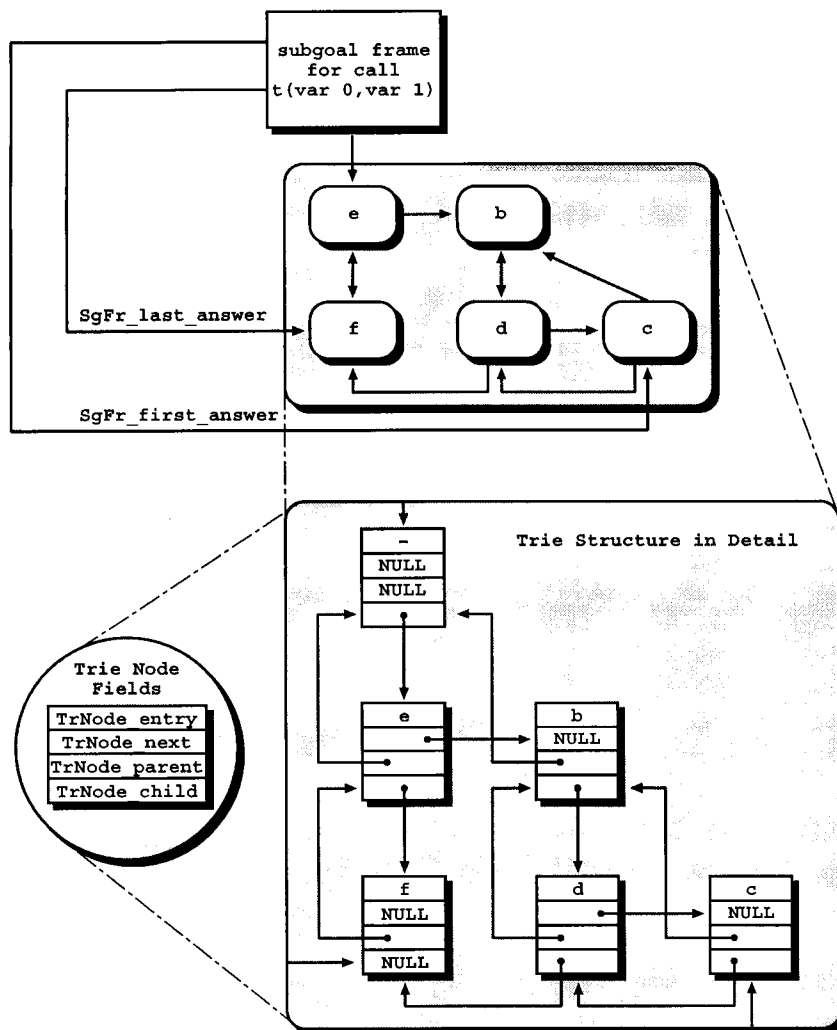 subgoal frame
for call
t(var 0,var 1)
e
b
SgFr_last_answer
f
d
c
SgFr_first_answer
Trie Structure in Detail
-
NULL
NULL
Trie Node
Fields
TrNode_entry
TrNode_next
TrNode_parent
TrNode_child
e
b
NULL
f
d
c
NULL
NULL
NULL